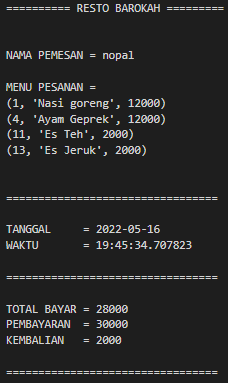 ========== RESTO BAROKAH =========
NAMA PEMESAN = nopal
MENU PESANAN =
(1, 'Nasi goreng', 12000)
(4, 'Ayam Geprek', 12000)
(11, 'Es Teh', 2000)
(13, 'Es Jeruk', 2000)
=================================
TANGGAL     = 2022-05-16
WAKTU       = 19:45:34.707823
=================================
TOTAL BAYAR = 28000
PEMBAYARAN  = 30000
KEMBALIAN   = 2000
=================================